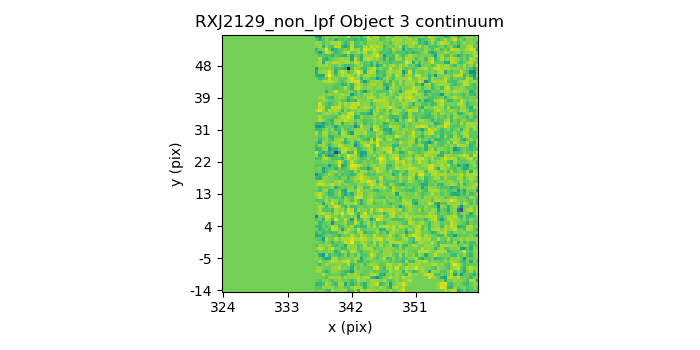 RXJ2129_non_lpf Object 3 continuum
48
39
31
22
13
4
-5
-14
y (pix)
324 333 342 351
x (pix)